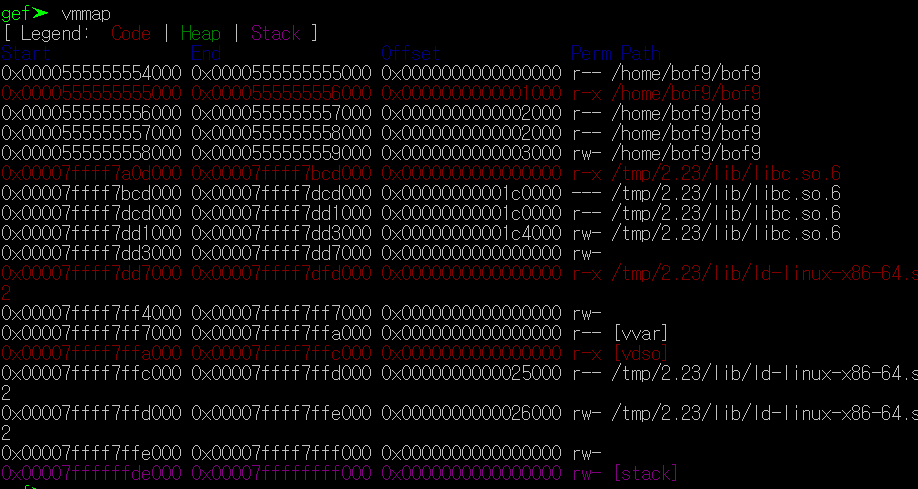 gef➤  vmmap
[ Legend:  Code | Heap | Stack ]
Start              End                Offset             Perm Path
0x0000555555554000 0x0000555555555000 0x0000000000000000 r-- /home/bof9/bof9
0x0000555555555000 0x0000555555556000 0x0000000000001000 r-x /home/bof9/bof9
0x0000555555556000 0x0000555555557000 0x0000000000002000 r-- /home/bof9/bof9
0x0000555555557000 0x0000555555558000 0x0000000000002000 r-- /home/bof9/bof9
0x0000555555558000 0x0000555555559000 0x0000000000003000 rw- /home/bof9/bof9
0x00007ffff7a0d000 0x00007ffff7bcd000 0x0000000000000000 r-x /tmp/2.23/lib/libc.so.6
0x00007ffff7bcd000 0x00007ffff7dcd000 0x00000000001c0000 --- /tmp/2.23/lib/libc.so.6
0x00007ffff7dcd000 0x00007ffff7dd1000 0x00000000001c0000 r-- /tmp/2.23/lib/libc.so.6
0x00007ffff7dd1000 0x00007ffff7dd3000 0x00000000001c4000 rw- /tmp/2.23/lib/libc.so.6
0x00007ffff7dd3000 0x00007ffff7dd7000 0x0000000000000000 rw-
0x00007ffff7dd7000 0x00007ffff7dfd000 0x0000000000000000 r-x /tmp/2.23/lib/ld-linux-x86-64.s
2
0x00007ffff7ff4000 0x00007ffff7ff7000 0x0000000000000000 rw-
0x00007ffff7ff7000 0x00007ffff7ffa000 0x0000000000000000 r-- [vvar]
0x00007ffff7ffa000 0x00007ffff7ffc000 0x0000000000000000 r-x [vdso]
0x00007ffff7ffc000 0x00007ffff7ffd000 0x0000000000025000 r-- /tmp/2.23/lib/ld-linux-x86-64.s
2
0x00007ffff7ffd000 0x00007ffff7ffe000 0x0000000000026000 rw- /tmp/2.23/lib/ld-linux-x86-64.s
2
0x00007ffff7ffe000 0x00007ffff7fff000 0x0000000000000000 rw-
0x00007ffffffde000 0x00007ffffffff000 0x0000000000000000 rw- [stack]